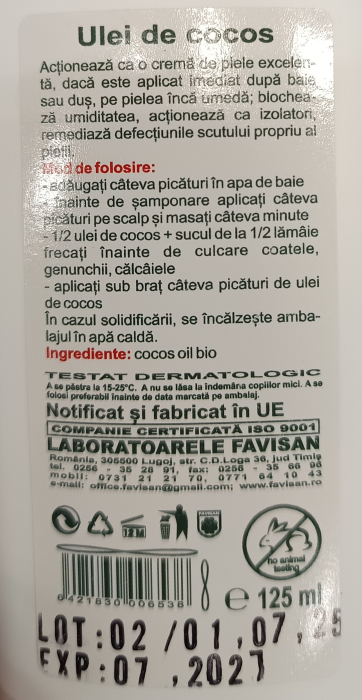 Ulei de cocos
Acționează ca o cremă de piele excelen-
tă, dacă este aplicat imediat după baie
sau duș, pe pielea încă umedă; blochea-
ză umiditatea, acționează ca izolator,
remediază defecțiunile scutului propriu al
pielii.
Mod de folosire:
- adăugați câteva picături în apa de baie
- înainte de șamponare aplicați câteva
picături pe scalp și masați câteva minute
- 1/2 ulei de cocos + sucul de la 1/2 lămâie
frecați înainte de culcare coatele,
genunchii, călcâiele
- aplicați sub braț câteva picături de ulei
de cocos
În cazul solidificării, se încălzește amba-
lajul în apă caldă.
Ingrediente: cocos oil bio
TESTAT DERMATOLOGIC
A se păstra la 15-25°C. A nu se lăsa la îndemâna copiilor mici. A se
folosi preferabil înainte de data marcată pe ambalaj.
Notificat și fabricat în UE
COMPANIE CERTIFICATĂ ISO 9001
LABORATOARELE FAVISAN
România, 305500 Lugoj, str. C.D.Loga 36, jud Timiș
tel. 0256 - 35 28 91, fax: 0256 - 35 66 96
mobil: 0731 21 21 70, 0771 64 10 43
e-mail: office.favisan@gmail.com; www.favisan.ro
12M
FAVISAN
no animal
testing
0 421830 006538
e 125 ml
LOT:02 /01,07,25
EXP:07 ,2027